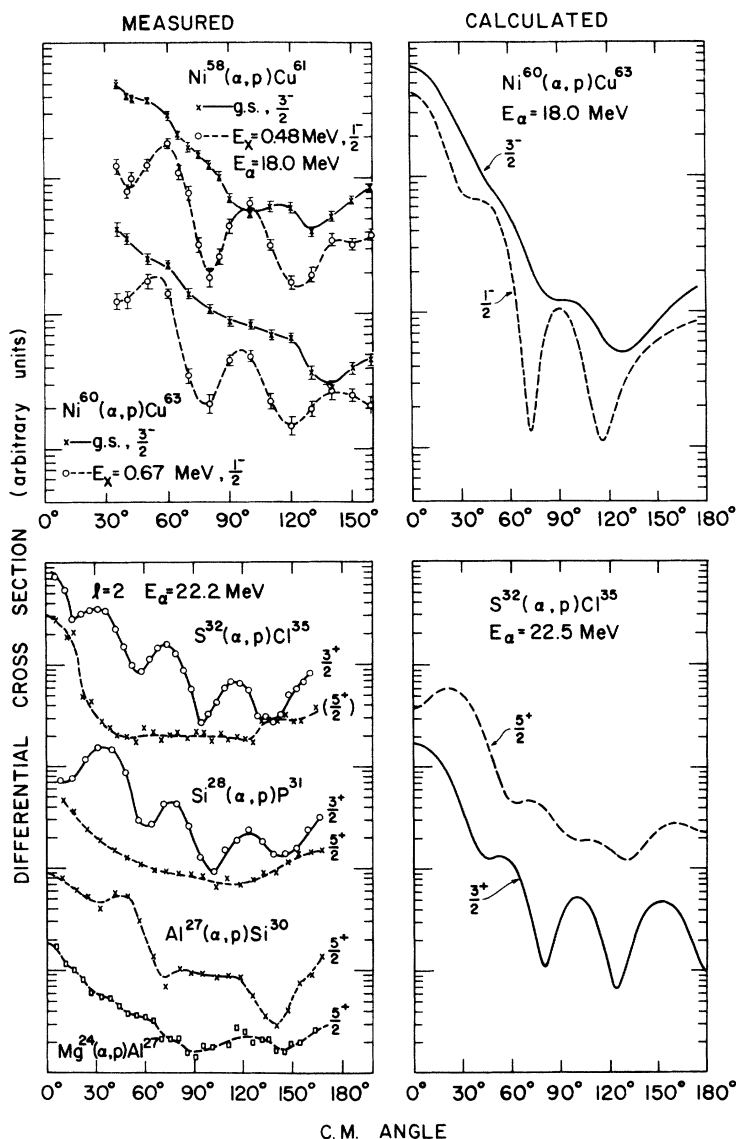 MEASURED
CALCULATED
Ni⁵⁸(α,p)Cu⁶¹
g.s., 3/2⁻
Eₓ=0.48MeV, 1/2⁻
Eα=18.0 MeV
Ni⁶⁰(α,p)Cu⁶³
g.s., 3/2⁻
Eₓ=0.67 MeV, 1/2⁻
0° 30° 60° 90° 120° 150°
Ni⁶⁰(α,p)Cu⁶³
Eα=18.0 MeV
3/2⁻
1/2⁻
0° 30° 60° 90° 120° 150° 180°
DIFFERENTIAL CROSS SECTION (arbitrary units)
ℓ=2 Eα=22.2 MeV
S³²(α,p)Cl³⁵
3/2⁺
(5/2⁺)
Si²⁸(α,p)P³¹
3/2⁺
5/2⁺
Al²⁷(α,p)Si³⁰
5/2⁺
5/2⁺
Mg²⁴(α,p)Al²⁷
0° 30° 60° 90° 120° 150° 180°
S³²(α,p)Cl³⁵
Eα=22.5 MeV
5/2⁺
3/2⁺
0° 30° 60° 90° 120° 150° 180°
C.M. ANGLE